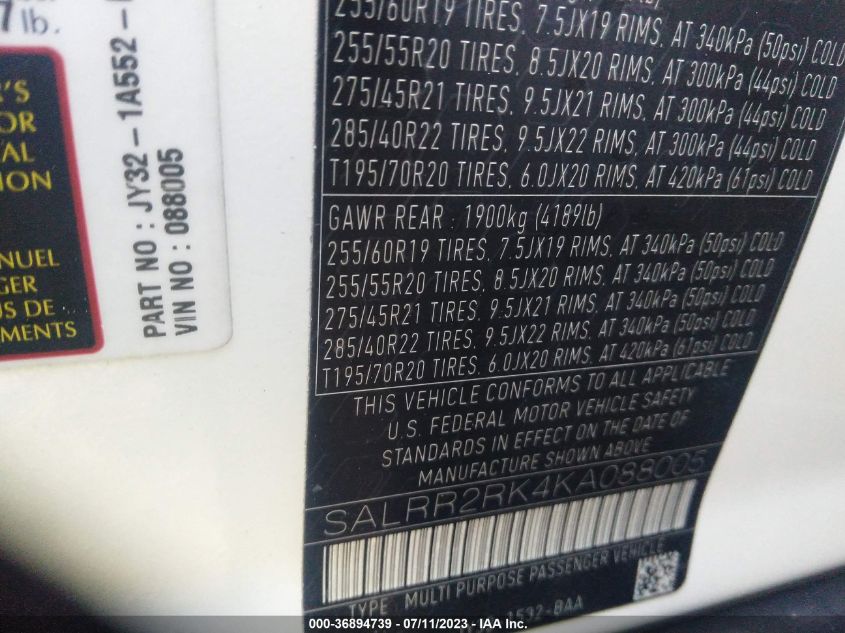 7 lb.
R'S
OR
AL
ION
NUEL
GER
US DE ...
MENTS
PART NO : JY32 - 1A552 -
VIN NO : 088005
255/60R19 TIRES, 7.5JX19 RIMS, AT 340kPa (50psi) COLD
255/55R20 TIRES, 8.5JX20 RIMS, AT 300kPa (44psi) COLD
275/45R21 TIRES, 9.5JX21 RIMS, AT 300kPa (44psi) COLD
285/40R22 TIRES, 9.5JX22 RIMS, AT 300kPa (44psi) COLD
T195/70R20 TIRES, 6.0JX20 RIMS, AT 420kPa (61psi) COLD
GAWR REAR : 1900kg (4189lb)
255/60R19 TIRES, 7.5JX19 RIMS, AT 340kPa (50psi) COLD
255/55R20 TIRES, 8.5JX20 RIMS, AT 340kPa (50psi) COLD
275/45R21 TIRES, 9.5JX21 RIMS, AT 340kPa (50psi) COLD
285/40R22 TIRES, 9.5JX22 RIMS, AT 340kPa (50psi) COLD
T195/70R20 TIRES, 6.0JX20 RIMS, AT 420kPa (61psi) COLD
THIS VEHICLE CONFORMS TO ALL APPLICABLE
U.S. FEDERAL MOTOR VEHICLE SAFETY
STANDARDS IN EFFECT ON THE DATE OF
MANUFACTURE SHOWN ABOVE
SALRR2RK4KA088005
TYPE : MULTI PURPOSE PASSENGER VEHICLE
1532-BAA
000-36894739 - 07/11/2023 - IAA Inc.